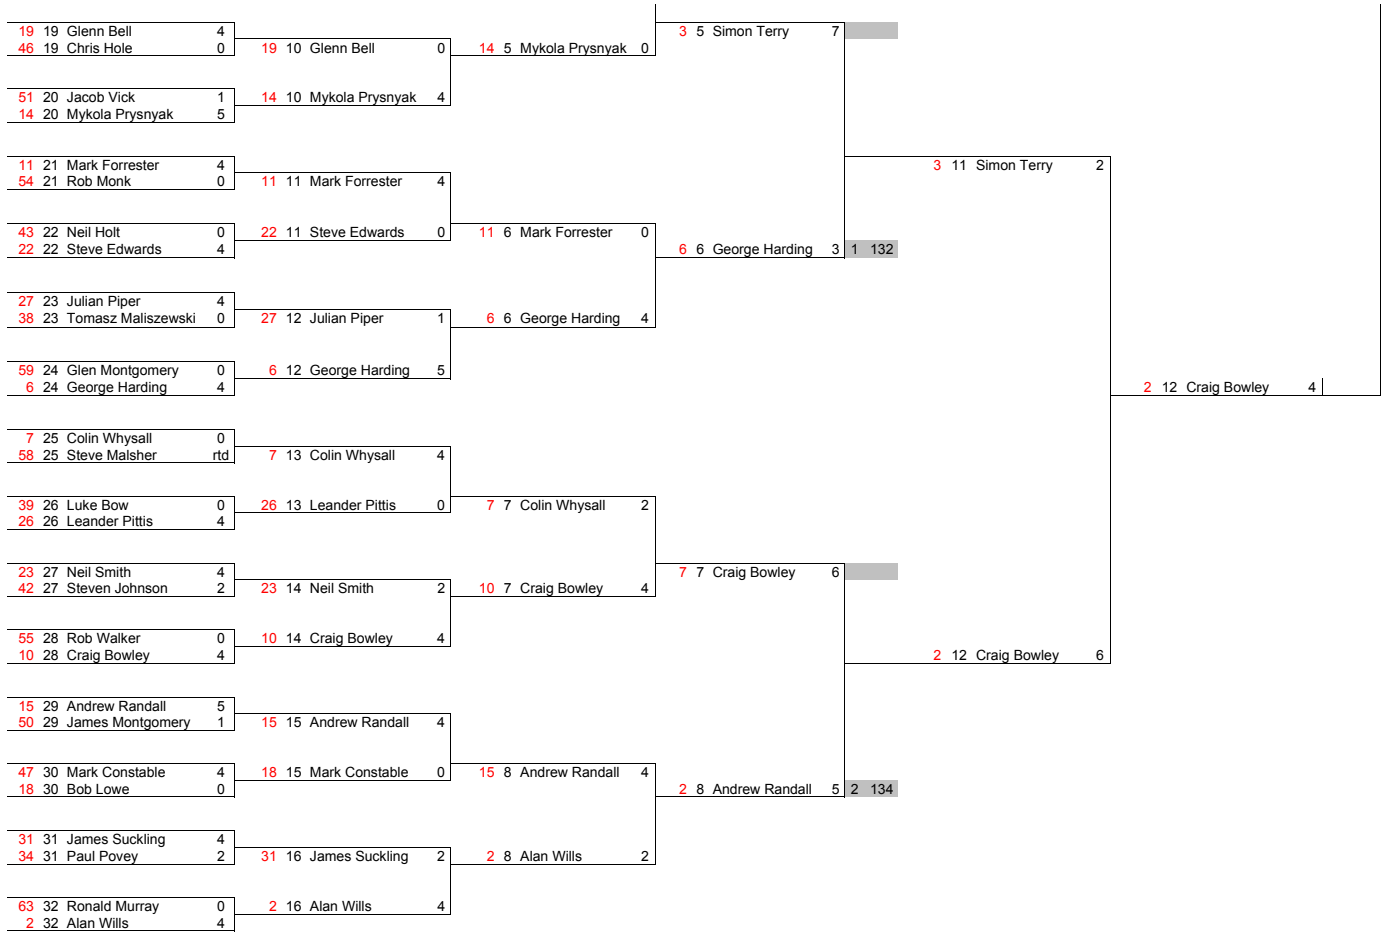 19 19 Glenn Bell 4
46 19 Chris Hole 0
51 20 Jacob Vick 1
14 20 Mykola Prysnyak 5
11 21 Mark Forrester 4
54 21 Rob Monk 0
43 22 Neil Holt 0
22 22 Steve Edwards 4
27 23 Julian Piper 4
38 23 Tomasz Maliszewski 0
59 24 Glen Montgomery 0
6 24 George Harding 4
7 25 Colin Whysall 0
58 25 Steve Malsher rtd
39 26 Luke Bow 0
26 26 Leander Pittis 4
23 27 Neil Smith 4
42 27 Steven Johnson 2
55 28 Rob Walker 0
10 28 Craig Bowley 4
15 29 Andrew Randall 5
50 29 James Montgomery 1
47 30 Mark Constable 4
18 30 Bob Lowe 0
31 31 James Suckling 4
34 31 Paul Povey 2
63 32 Ronald Murray 0
2 32 Alan Wills 4
19 10 Glenn Bell 0
14 10 Mykola Prysnyak 4
11 11 Mark Forrester 4
22 11 Steve Edwards 0
27 12 Julian Piper 1
6 12 George Harding 5
7 13 Colin Whysall 4
26 13 Leander Pittis 0
23 14 Neil Smith 2
10 14 Craig Bowley 4
15 15 Andrew Randall 4
18 15 Mark Constable 0
31 16 James Suckling 2
2 16 Alan Wills 4
14 5 Mykola Prysnyak 0
11 6 Mark Forrester 0
6 6 George Harding 4
7 7 Colin Whysall 2
10 7 Craig Bowley 4
15 8 Andrew Randall 4
2 8 Alan Wills 2
3 5 Simon Terry 7
6 6 George Harding 3 1 132
7 7 Craig Bowley 6
2 8 Andrew Randall 5 2 134
3 11 Simon Terry 2
2 12 Craig Bowley 6
2 12 Craig Bowley 4